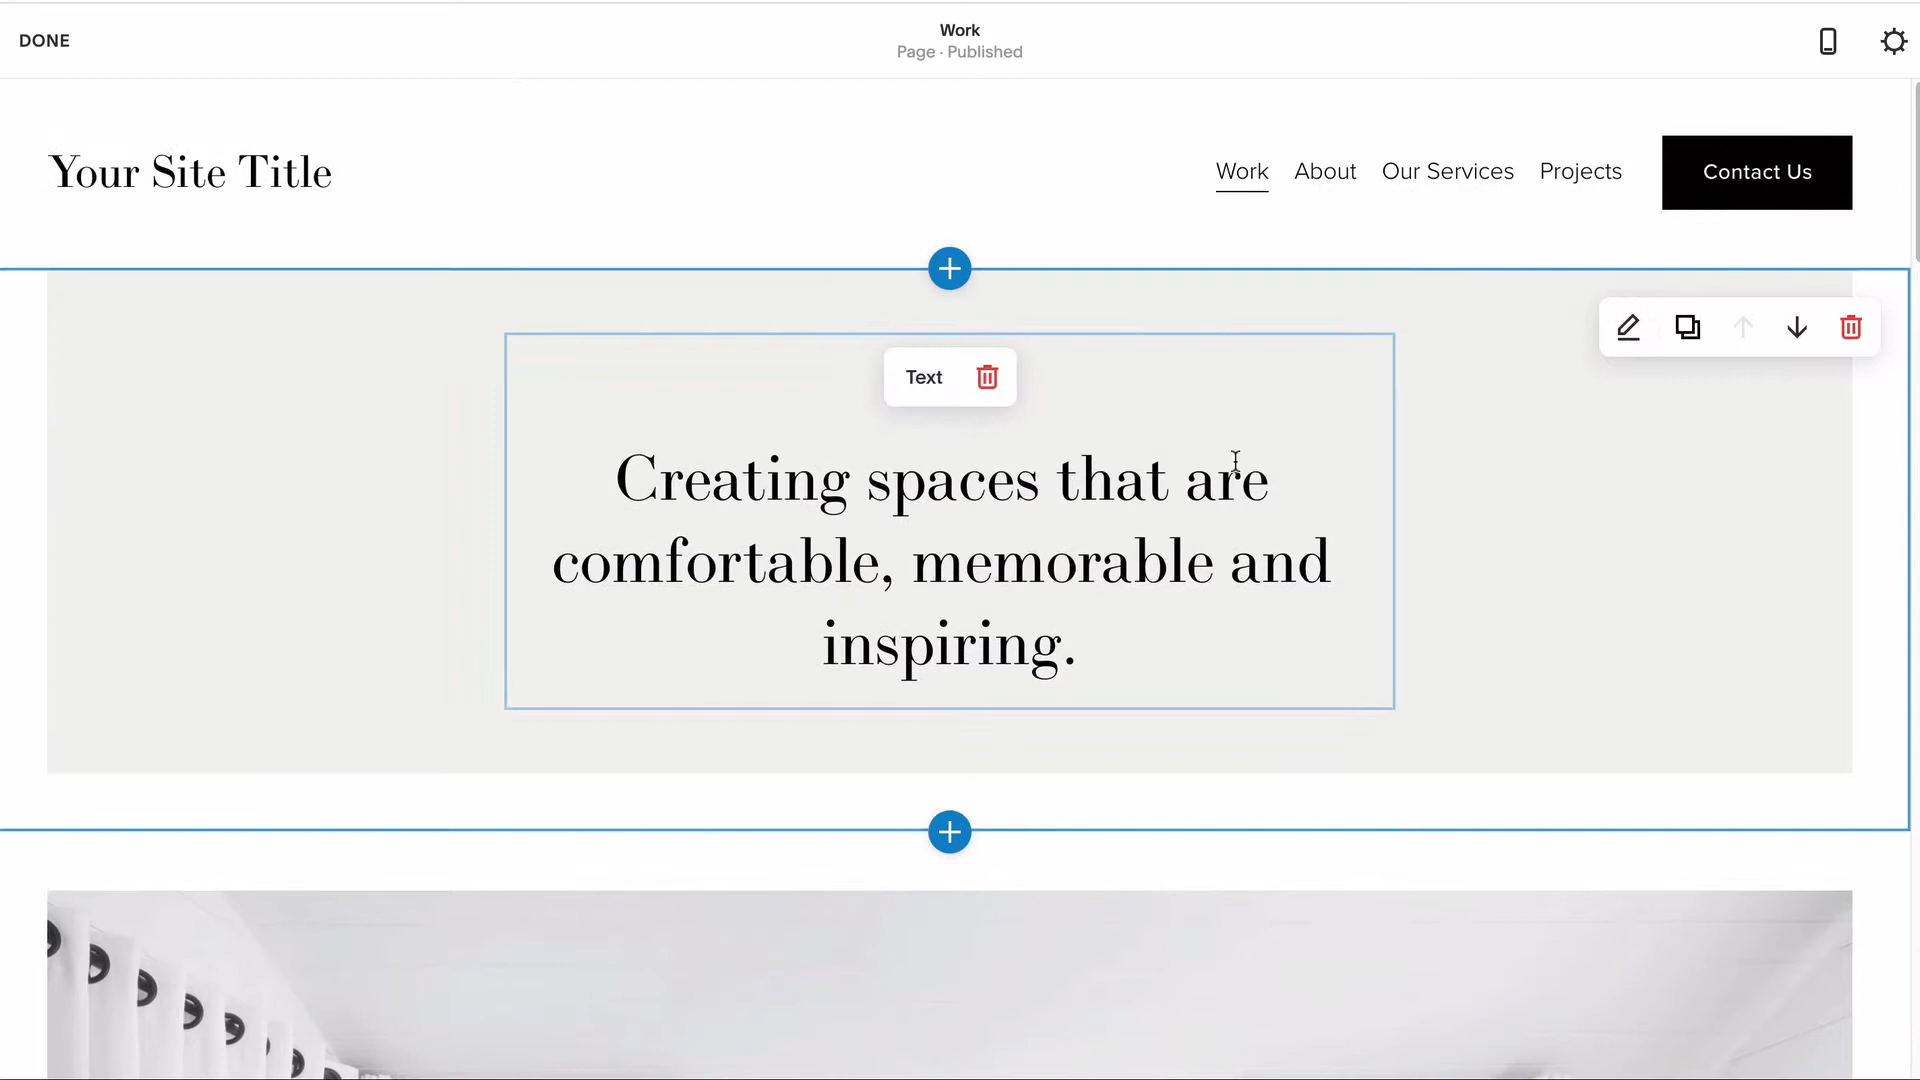 DONE
Work
Page · Published
Your Site Title
Work About Our Services Projects Contact Us
Text
Creating spaces that are
comfortable, memorable and
inspiring.